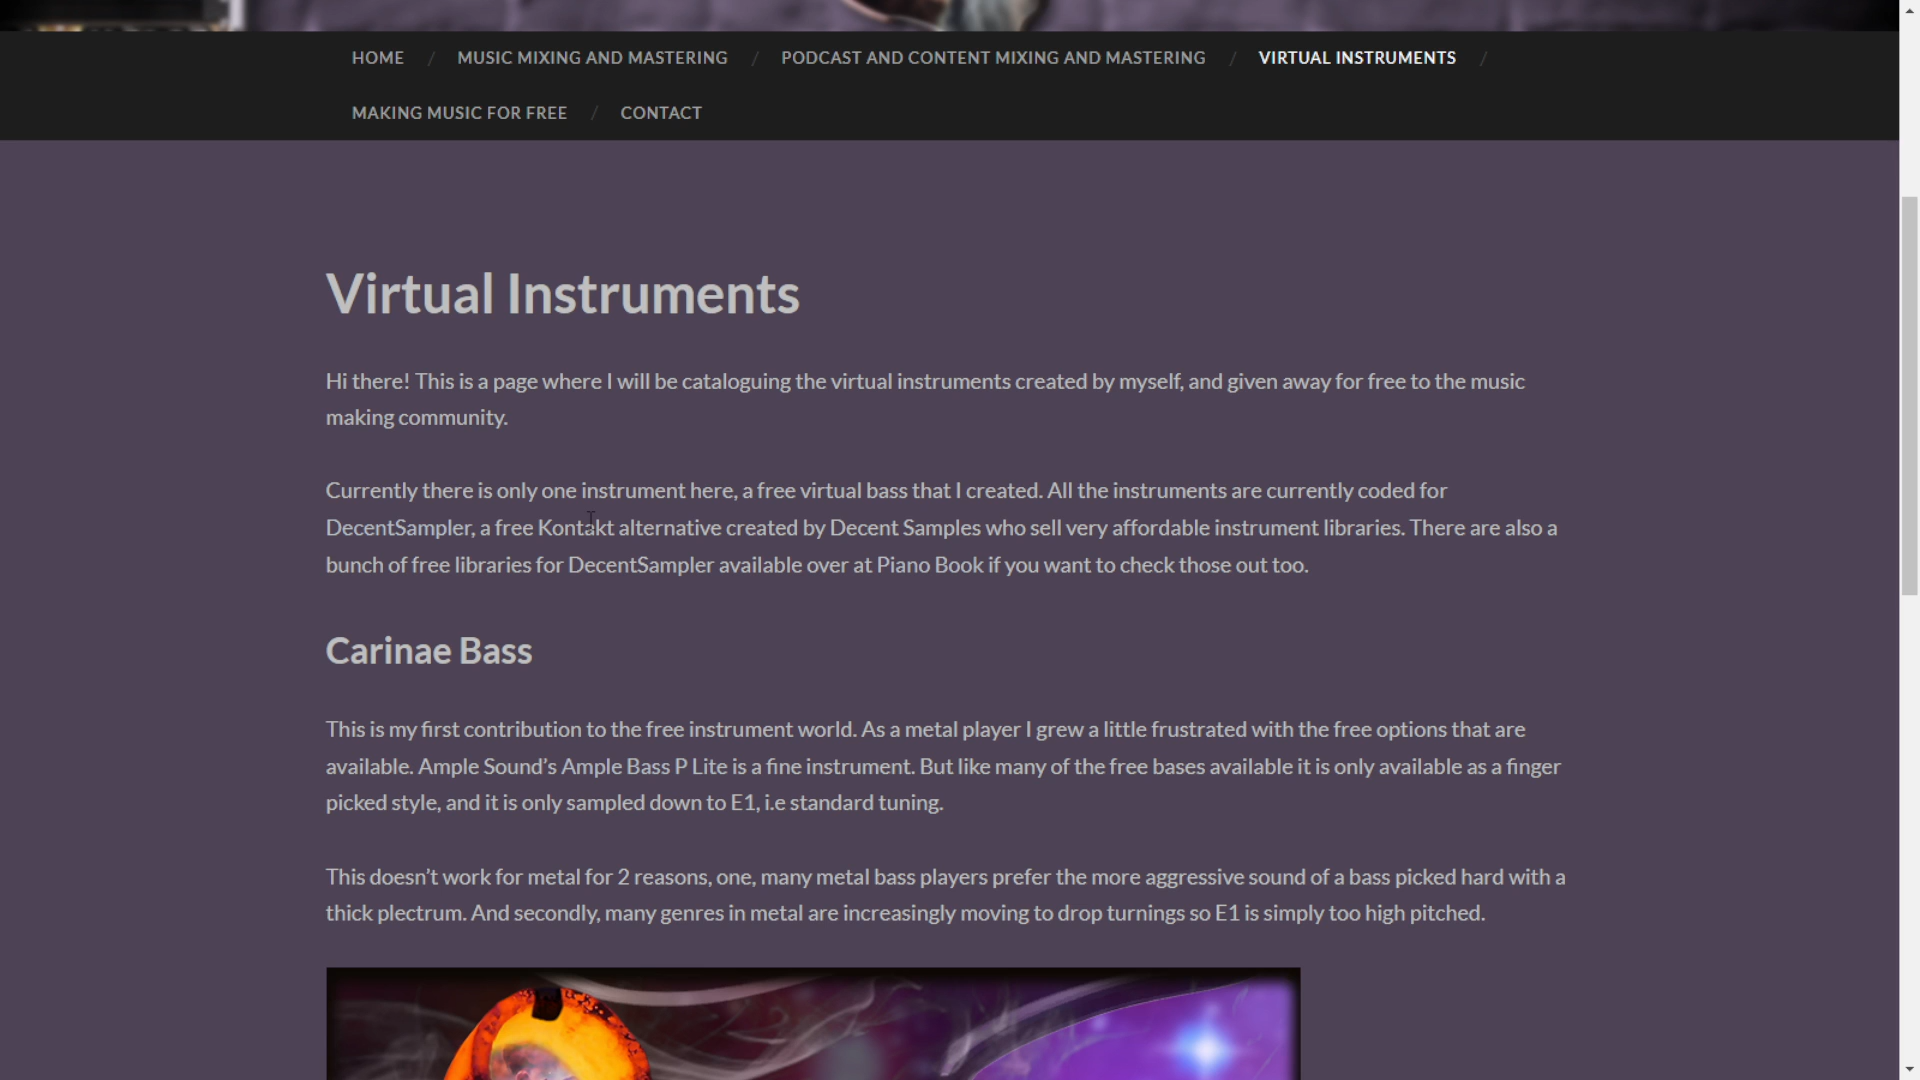 HOME / MUSIC MIXING AND MASTERING / PODCAST AND CONTENT MIXING AND MASTERING / VIRTUAL INSTRUMENTS /
MAKING MUSIC FOR FREE / CONTACT
Virtual Instruments
Hi there! This is a page where I will be cataloguing the virtual instruments created by myself, and given away for free to the music
making community.
Currently there is only one instrument here, a free virtual bass that I created. All the instruments are currently coded for
DecentSampler, a free Kontakt alternative created by Decent Samples who sell very affordable instrument libraries. There are also a
bunch of free libraries for DecentSampler available over at Piano Book if you want to check those out too.
Carinae Bass
This is my first contribution to the free instrument world. As a metal player I grew a little frustrated with the free options that are
available. Ample Sound’s Ample Bass P Lite is a fine instrument. But like many of the free bases available it is only available as a finger
picked style, and it is only sampled down to E1, i.e standard tuning.
This doesn’t work for metal for 2 reasons, one, many metal bass players prefer the more aggressive sound of a bass picked hard with a
thick plectrum. And secondly, many genres in metal are increasingly moving to drop turnings so E1 is simply too high pitched.